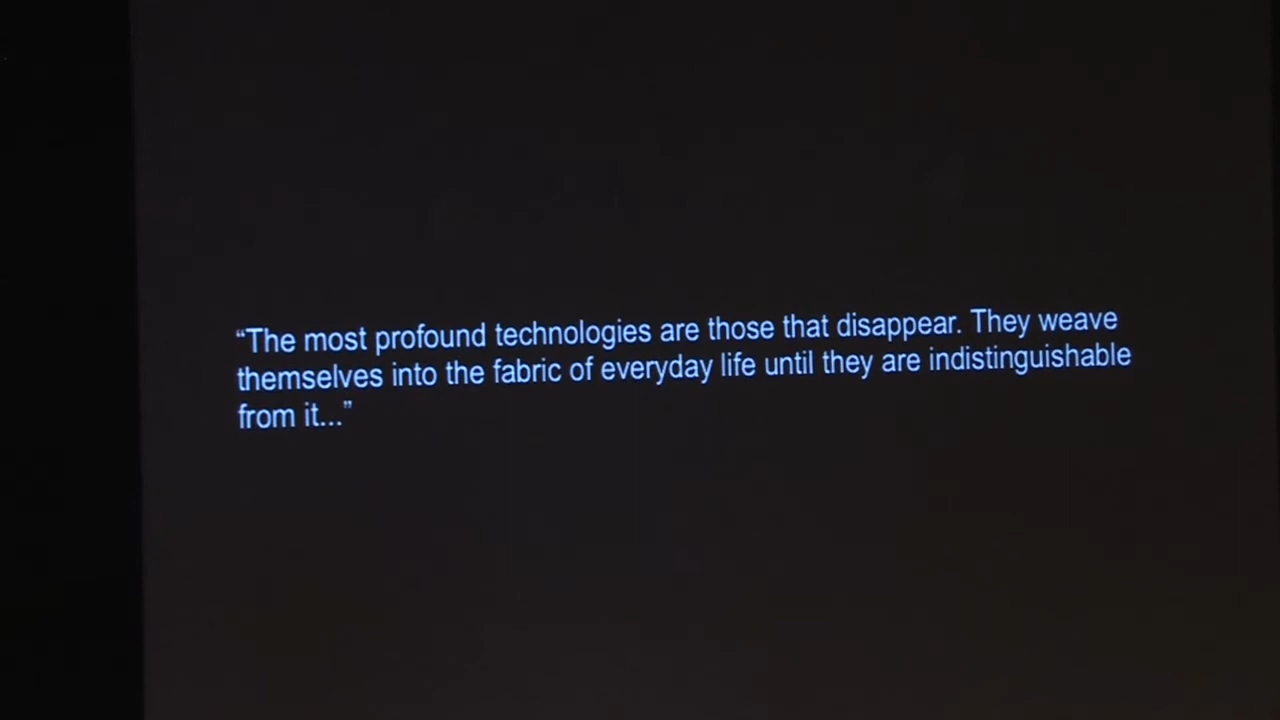 “The most profound technologies are those that disappear. They weave
themselves into the fabric of everyday life until they are indistinguishable
from it...”